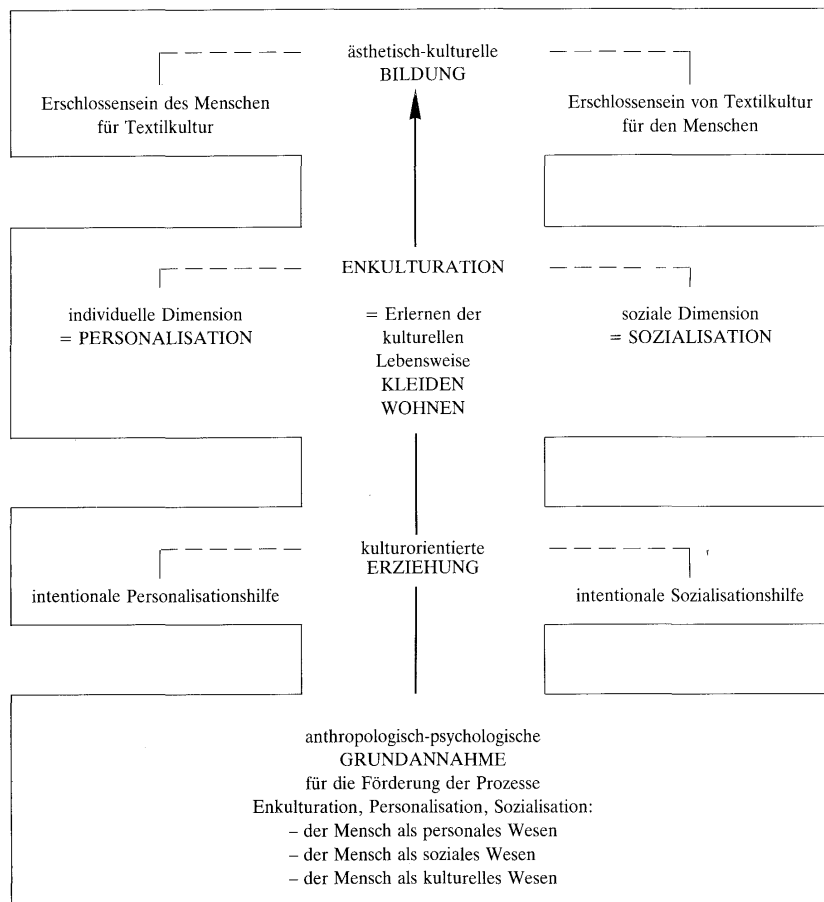 ästhetisch-kulturelle
BILDUNG
Erschlossensein des Menschen
für Textilkultur
Erschlossensein von Textilkultur
für den Menschen
ENKULTURATION
individuelle Dimension
= PERSONALISATION
= Erlernen der
kulturellen
Lebensweise
KLEIDEN
WOHNEN
soziale Dimension
= SOZIALISATION
kulturorientierte
ERZIEHUNG
intentionale Personalisationshilfe
intentionale Sozialisationshilfe
anthropologisch-psychologische
GRUNDANNAHME
für die Förderung der Prozesse
Enkulturation, Personalisation, Sozialisation:
– der Mensch als personales Wesen
– der Mensch als soziales Wesen
– der Mensch als kulturelles Wesen